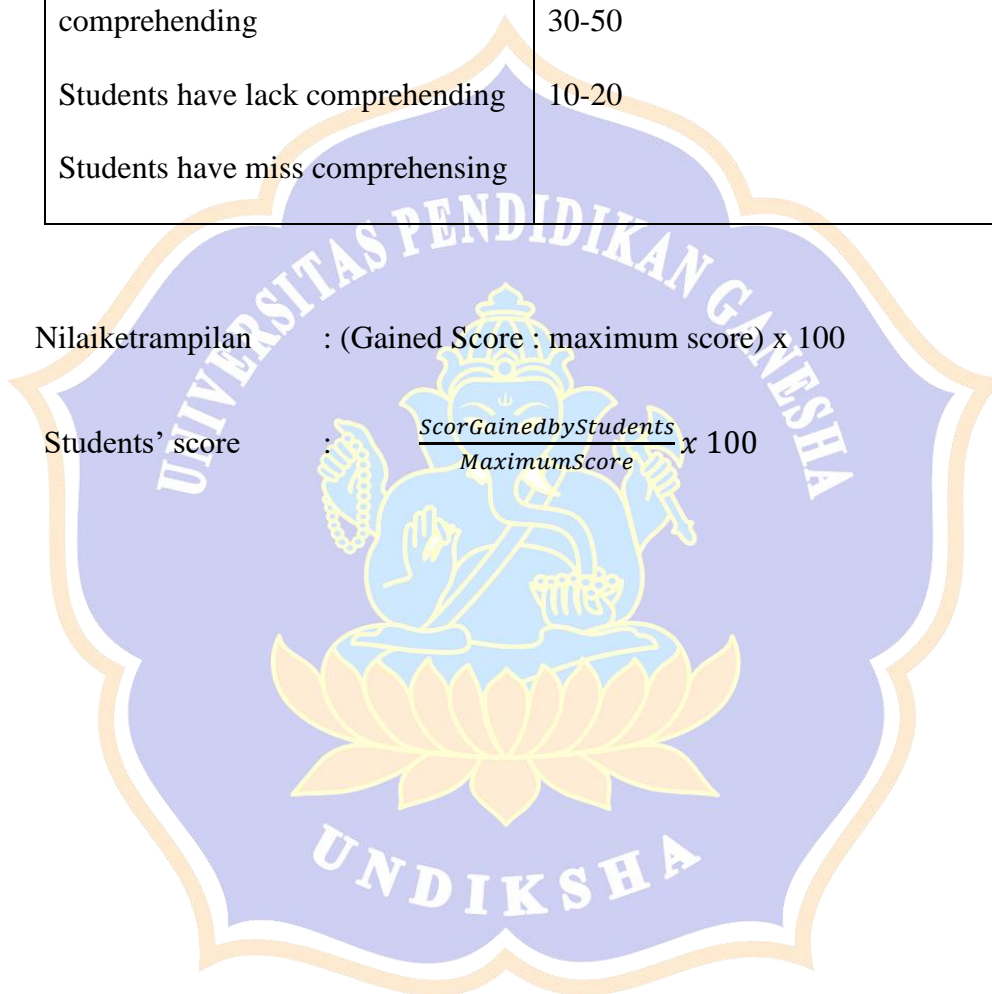 comprehending 30-50
Students have lack comprehending 10-20
Students have miss comprehensing
UNIVERSITAS PENDIDIKAN GANESHA
Nilaiketrampilan : (Gained Score : maximum score) x 100
Students’ score : ScorGainedbyStudents
MaximumScore x 100
UNDIKSHA